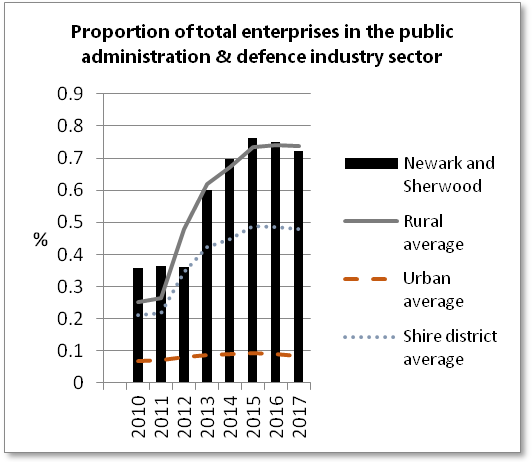 Proportion of total enterprises in the public
administration & defence industry sector
0.9
0.8
0.7
0.6
0.5
0.4
0.3
0.2
0.1
0
%
2010
2011
2012
2013
2014
2015
2016
2017
Newark and
Sherwood
Rural
average
Urban
average
Shire district
average